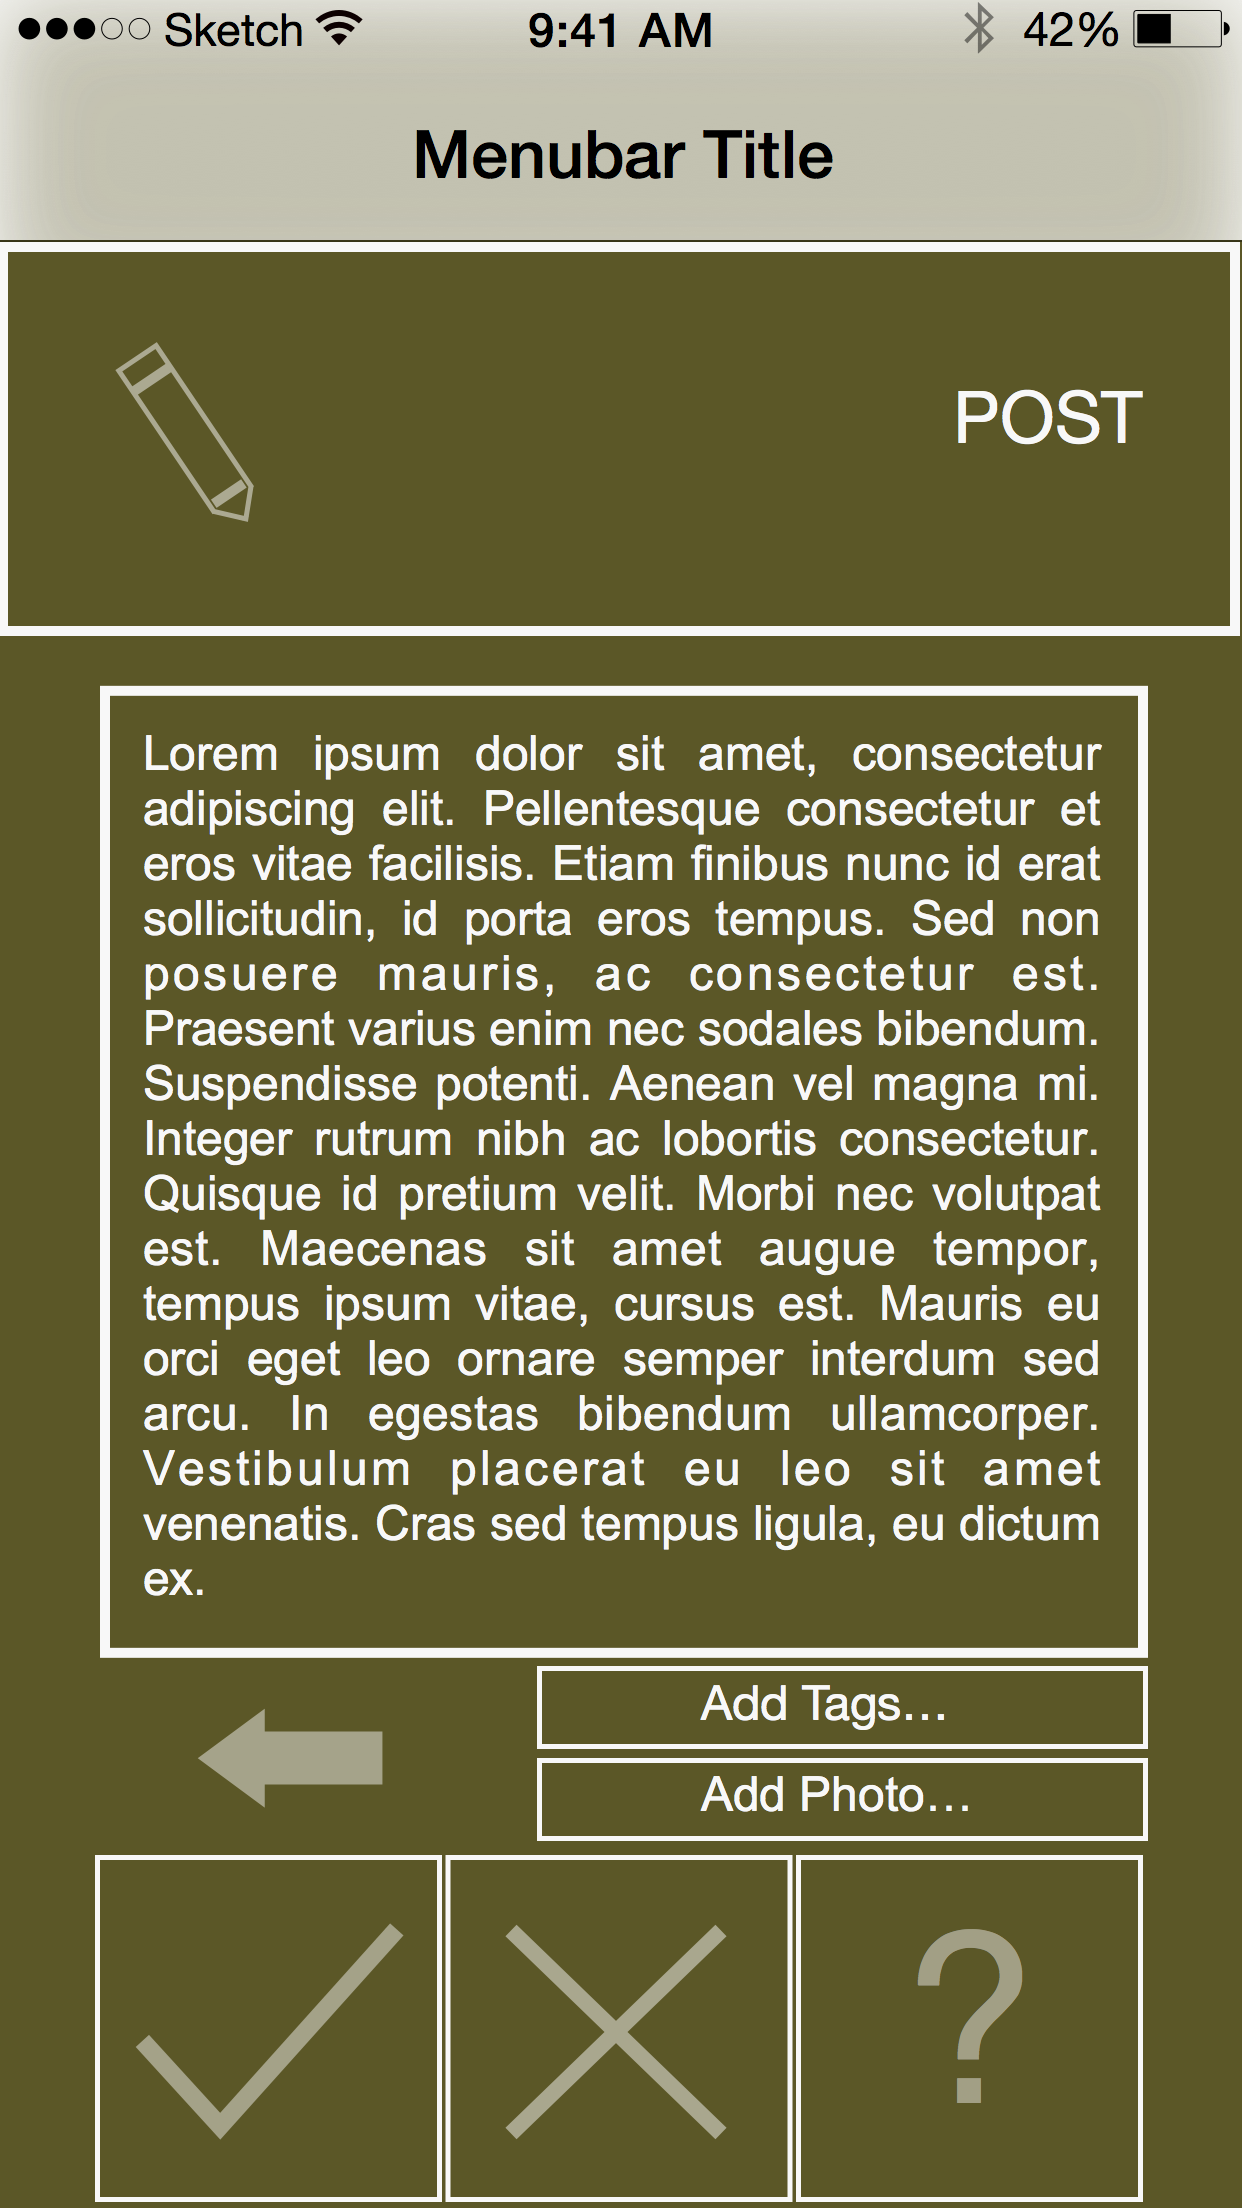 Sketch 9:41 AM 42%
Menubar Title
POST
Lorem ipsum dolor sit amet, consectetur
adipiscing elit. Pellentesque consectetur et
eros vitae facilisis. Etiam finibus nunc id erat
sollicitudin, id porta eros tempus. Sed non
posuere mauris, ac consectetur est.
Praesent varius enim nec sodales bibendum.
Suspendisse potenti. Aenean vel magna mi.
Integer rutrum nibh ac lobortis consectetur.
Quisque id pretium velit. Morbi nec volutpat
est. Maecenas sit amet augue tempor,
tempus ipsum vitae, cursus est. Mauris eu
orci eget leo ornare semper interdum sed
arcu. In egestas bibendum ullamcorper.
Vestibulum placerat eu leo sit amet
venenatis. Cras sed tempus ligula, eu dictum
ex.
Add Tags…
Add Photo…
?